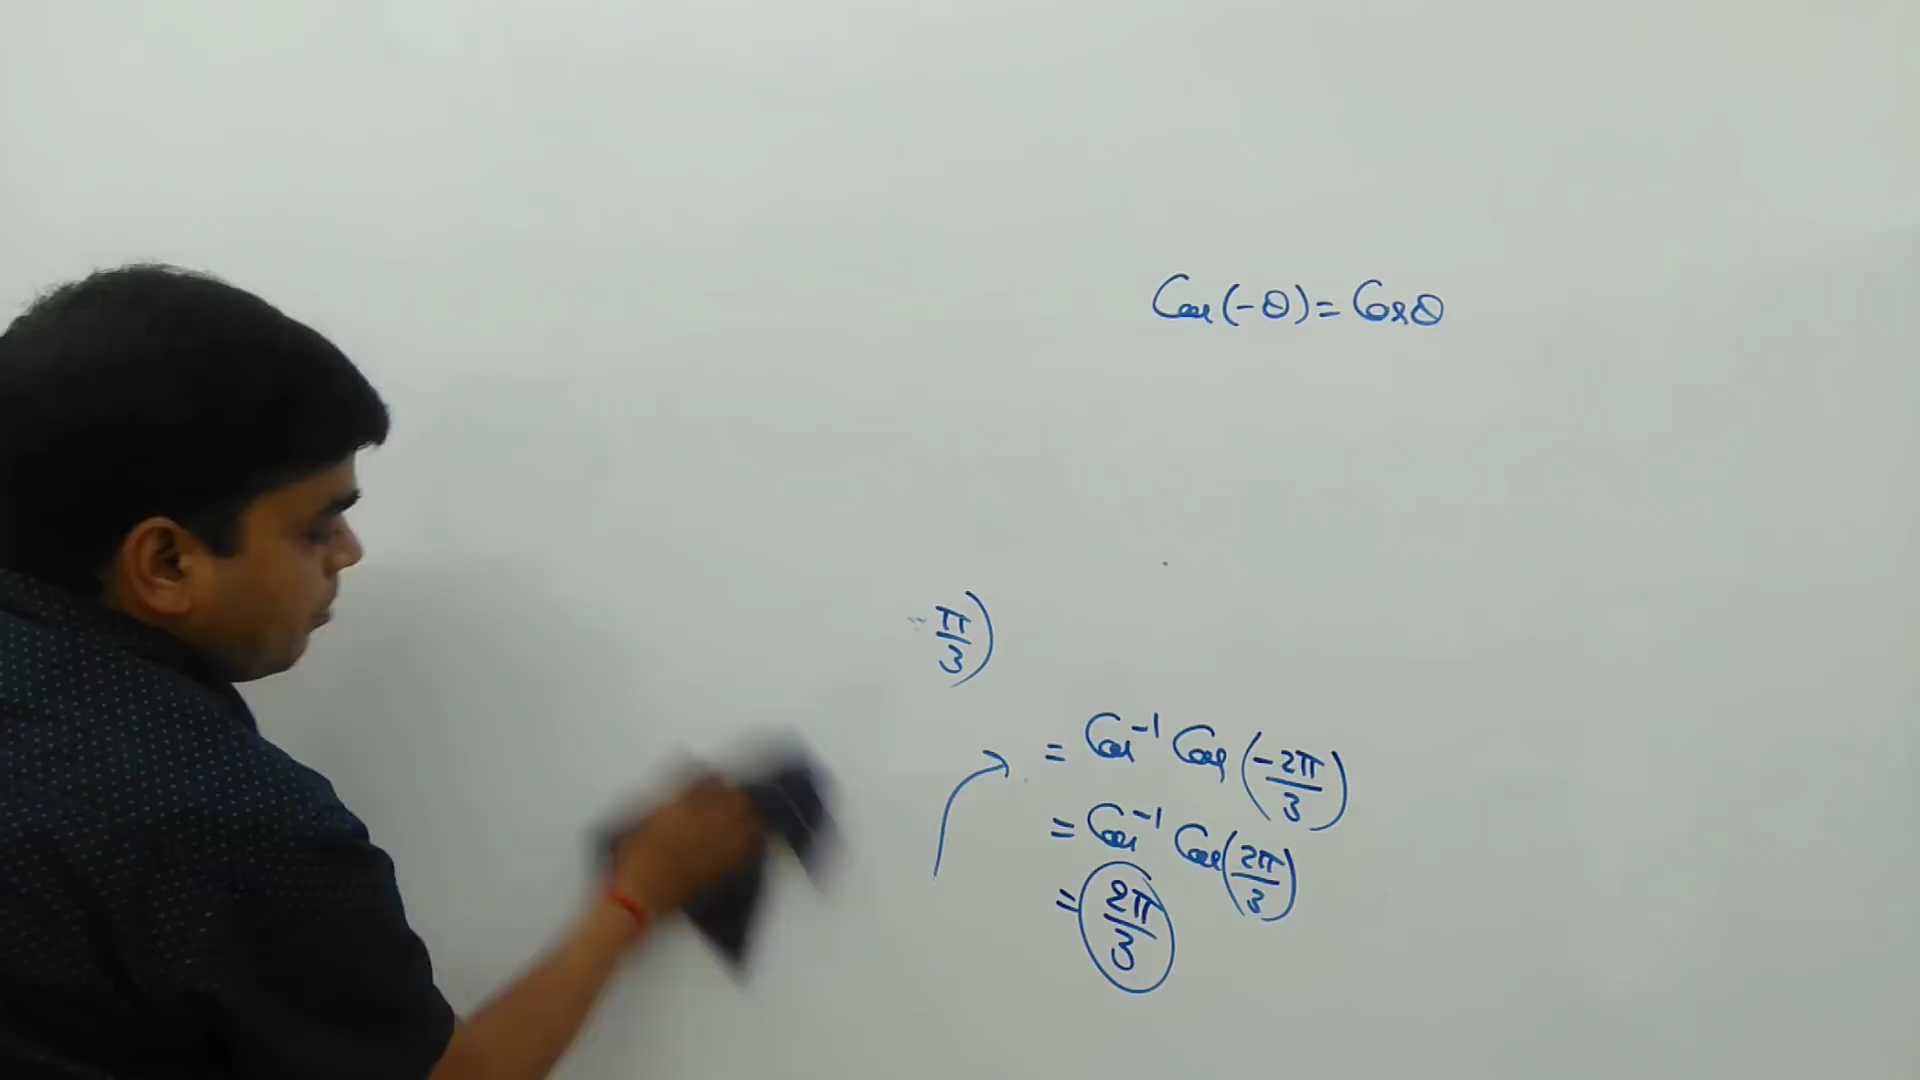 Cos(-θ) = Cosθ
π/3)
= Cos⁻¹ Cos(-2π/3)
= Cos⁻¹ Cos(2π/3)
= 2π/3